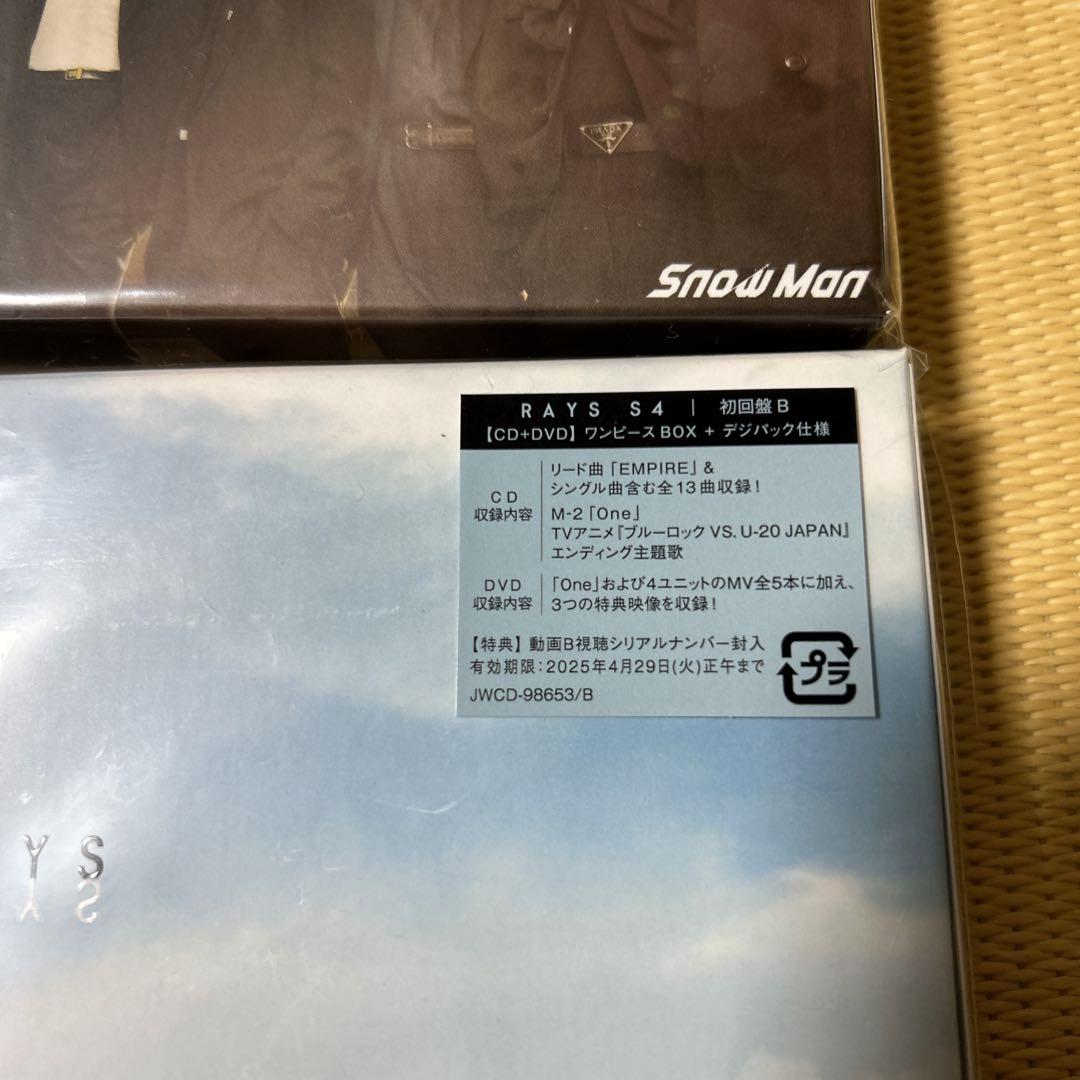 PRADA
Snow Man
RAYS S4 | 初回盤B
【CD+DVD】ワンピースBOX + デジパック仕様
CD
収録内容
リード曲「EMPIRE」&
シングル曲含む全13曲収録!
M-2「One」
TVアニメ『ブルーロック VS. U-20 JAPAN』
エンディング主題歌
DVD
収録内容
「One」および4ユニットのMV全5本に加え、
3つの特典映像を収録!
【特典】動画B視聴シリアルナンバー封入
有効期限:2025年4月29日(火)正午まで
JWCD-98653/B
プラ
YS